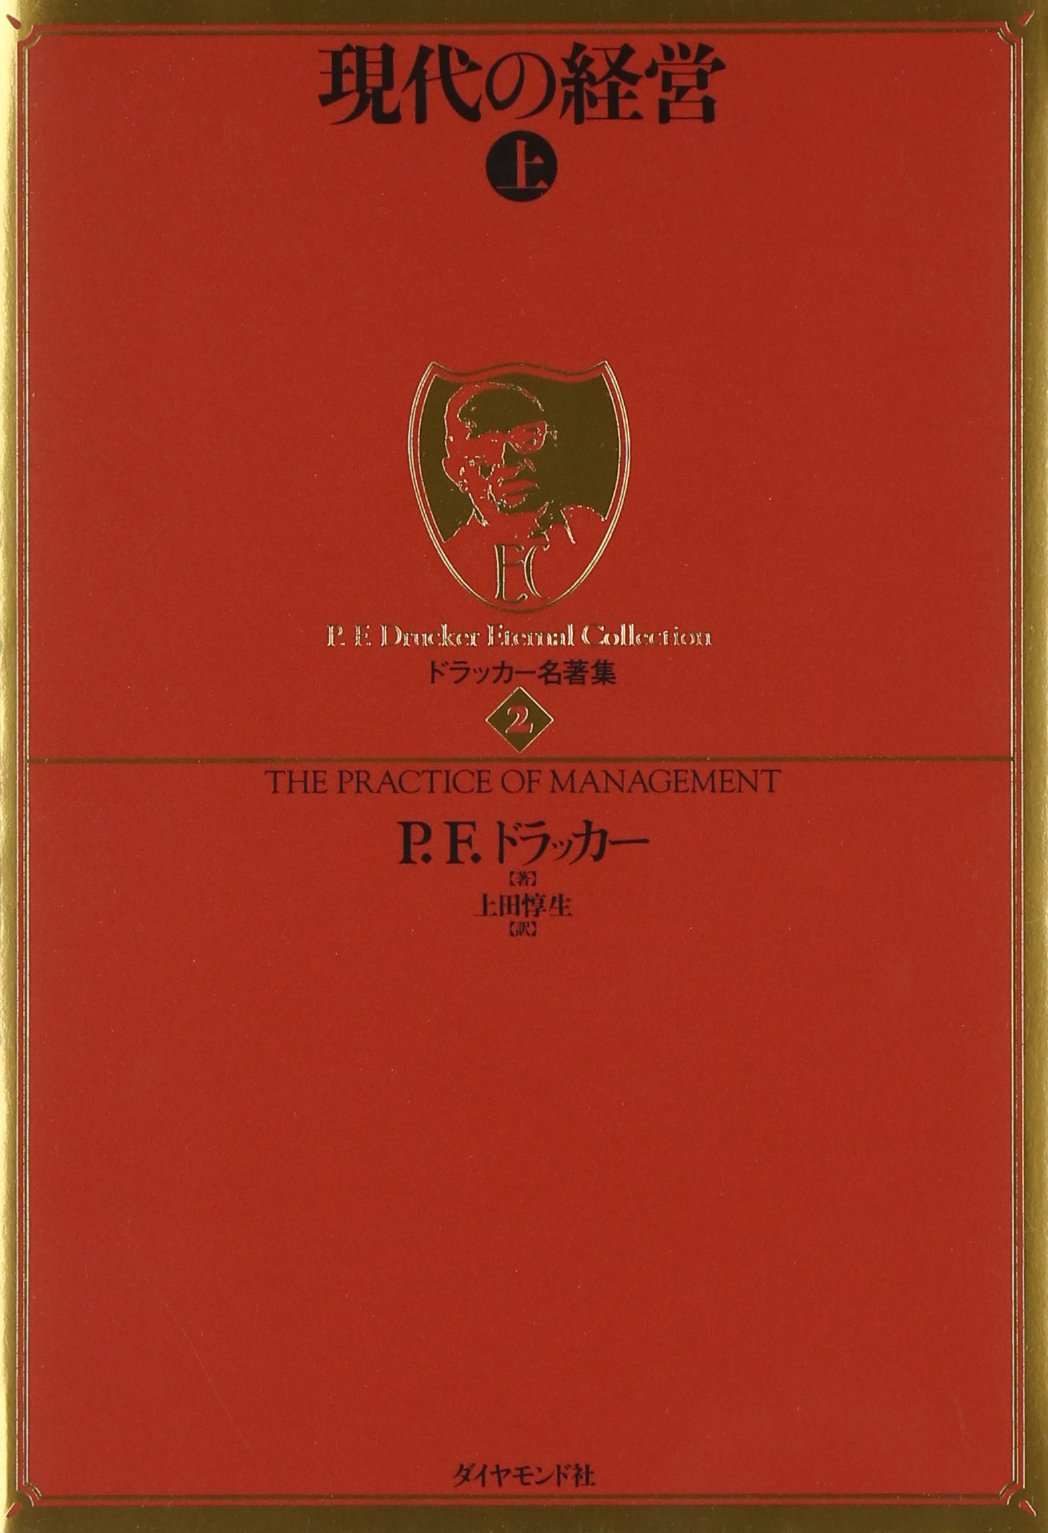 現代の経営
上
EC
P. F. Drucker Eternal Collection
ドラッカー名著集
2
THE PRACTICE OF MANAGEMENT
P. F. ドラッカー
【著】
上田惇生
【訳】
ダイヤモンド社